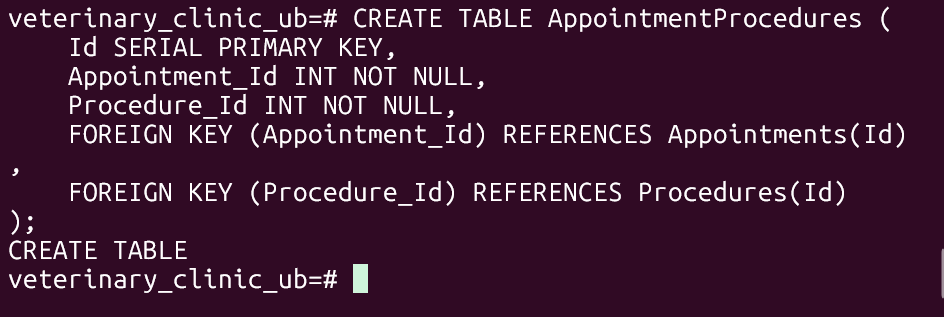 veterinary_clinic_ub=# CREATE TABLE AppointmentProcedures (
    Id SERIAL PRIMARY KEY,
    Appointment_Id INT NOT NULL,
    Procedure_Id INT NOT NULL,
    FOREIGN KEY (Appointment_Id) REFERENCES Appointments(Id)
,
    FOREIGN KEY (Procedure_Id) REFERENCES Procedures(Id)
);
CREATE TABLE
veterinary_clinic_ub=#